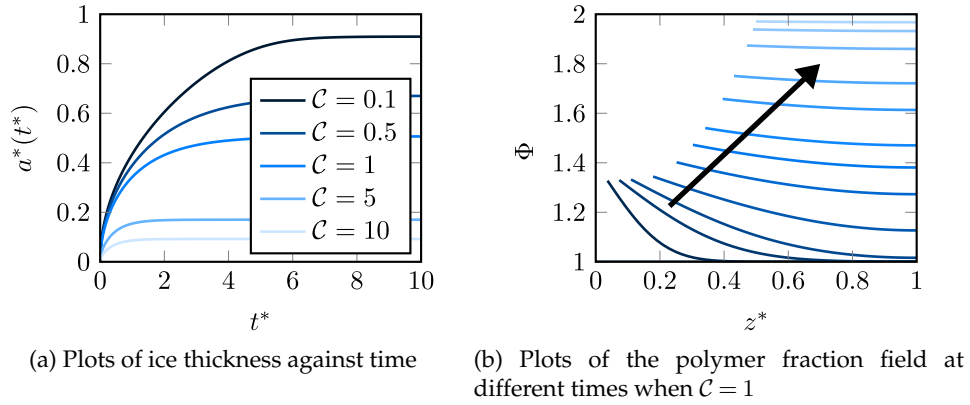 1
0.8
0.6
0.4
0.2
0
a*(t*)
C = 0.1
C = 0.5
C = 1
C = 5
C = 10
0 2 4 6 8 10
t*
(a) Plots of ice thickness against time
2
1.8
1.6
1.4
1.2
1
Φ
0 0.2 0.4 0.6 0.8 1
z*
(b) Plots of the polymer fraction field at
different times when C = 1